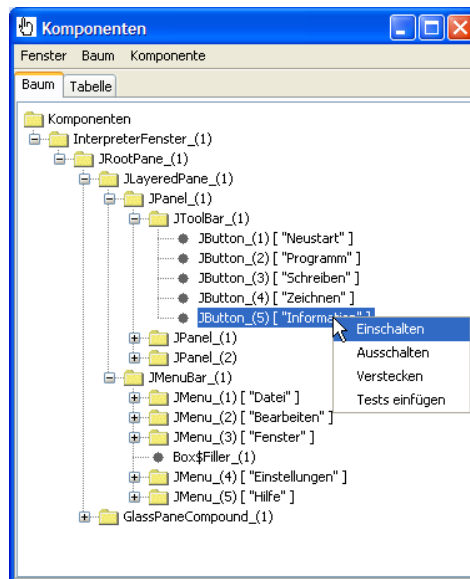 Komponenten
Fenster Baum Komponente
Baum Tabelle
Komponenten
InterpreterFenster_(1)
JRootPane_(1)
JLayeredPane_(1)
JPanel_(1)
JToolBar_(1)
JButton_(1) [ "Neustart" ]
JButton_(2) [ "Programm" ]
JButton_(3) [ "Schreiben" ]
JButton_(4) [ "Zeichnen" ]
JButton_(5) [ "Information" ]
Einschalten
Ausschalten
Verstecken
Tests einfügen
JPanel_(1)
JPanel_(2)
JMenuBar_(1)
JMenu_(1) [ "Datei" ]
JMenu_(2) [ "Bearbeiten" ]
JMenu_(3) [ "Fenster" ]
Box$Filler_(1)
JMenu_(4) [ "Einstellungen" ]
JMenu_(5) [ "Hilfe" ]
GlassPaneCompound_(1)